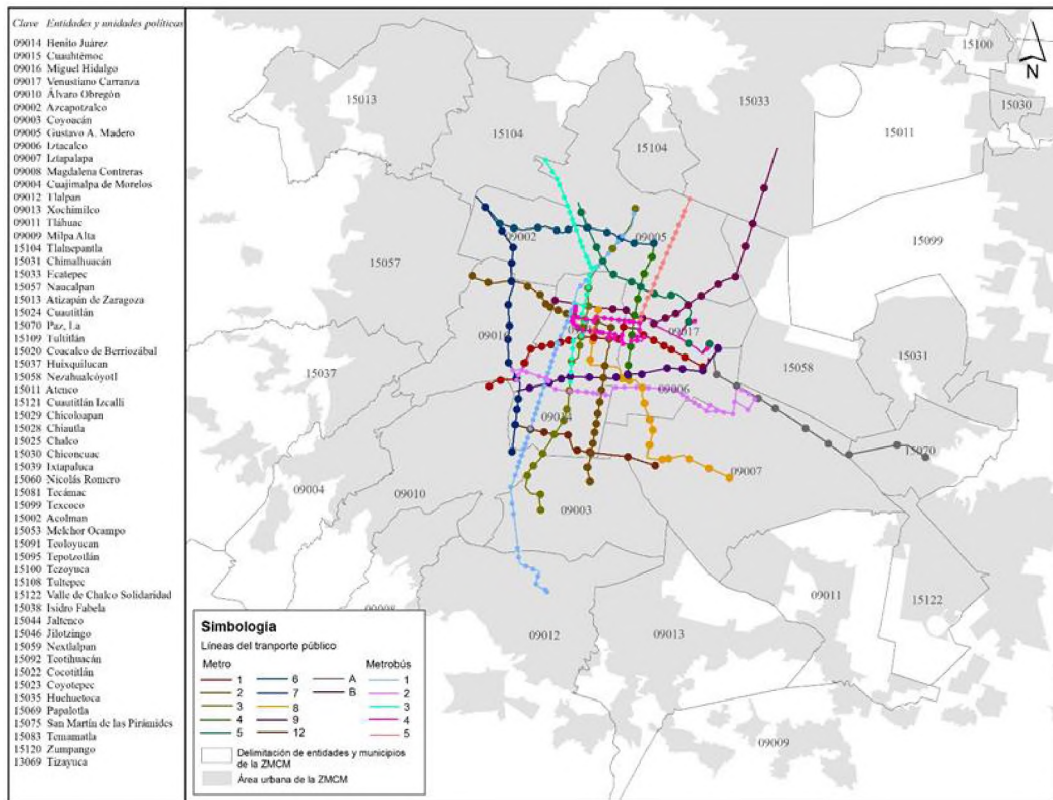 Clave Entidades y unidades políticas
09014 Benito Juárez
09015 Cuauhtémoc
09016 Miguel Hidalgo
09017 Venustiano Carranza
09010 Álvaro Obregón
09002 Azcapotzalco
09003 Coyoacán
09005 Gustavo A. Madero
09006 Iztacalco
09007 Iztapalapa
09008 Magdalena Contreras
09004 Cuajimalpa de Morelos
09012 Tlalpan
09013 Xochimilco
09011 Tláhuac
09009 Milpa Alta
15104 Tlalnepantla
15031 Chimalhuacán
15033 Ecatepec
15057 Naucalpan
15013 Atizapán de Zaragoza
15024 Cuautitlán
15070 Paz, La
15109 Tultitlán
15020 Coacalco de Berriozábal
15037 Huixquilucan
15058 Nezahualcóyotl
15011 Atenco
15121 Cuautitlán Izcalli
15029 Chicoloapan
15028 Chiautla
15025 Chalco
15030 Chiconcuac
15039 Ixtapaluca
15060 Nicolás Romero
15081 Tecámac
15099 Texcoco
15002 Acolman
15053 Melchor Ocampo
15091 Teoloyucan
15095 Tepotzotlán
15100 Tezoyuca
15108 Tultepec
15122 Valle de Chalco Solidaridad
15038 Isidro Fabela
15044 Jaltenco
15046 Jilotzingo
15059 Nextlalpan
15092 Teotihuacán
15022 Cocotitlán
15023 Coyotepec
15035 Huehuetoca
15069 Papalotla
15075 San Martín de las Pirámides
15083 Temamatla
15120 Zumpango
13069 Tizayuca
15100
N
15013
15033
15030
15104
15011
15104
09002
09005
15099
15057
09016
09017
15031
15037
15058
09006
09014
15070
09007
09004
09010
09003
09011
15122
09012
09013
09009
Simbología
Líneas del tranporte público
Metro
Metrobús
1 6 A 1
2 7 B 2
3 8 3
4 9 4
5 12 5
Delimitación de entidades y municipios
de la ZMCM
Área urbana de la ZMCM